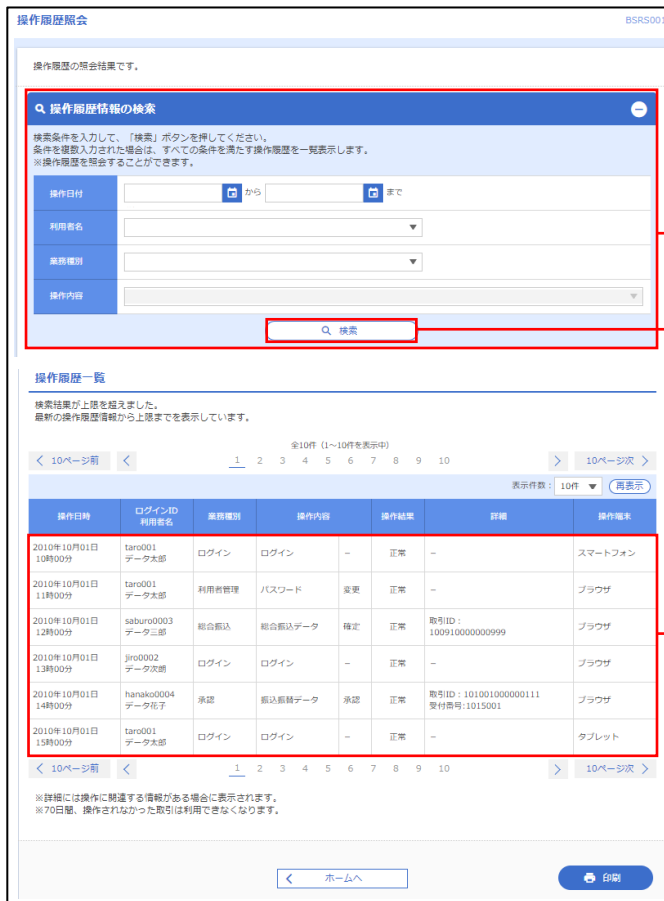 操作履歴照会 BSRS001
操作履歴の照会結果です。
操作履歴情報の検索
検索条件を入力して、「検索」ボタンを押してください。
条件を複数入力された場合は、すべての条件を満たす操作履歴を一覧表示します。
※操作履歴を照会することができます。
操作日付 から まで
利用者名
業務種別
操作内容
検索
操作履歴一覧
検索結果が上限を超えました。
最新の操作履歴情報から上限までを表示しています。
全10件（1～10件を表示中）
10ページ前 1 2 3 4 5 6 7 8 9 10 10ページ次
表示件数： 10件 再表示
操作日時 ログインID 利用者名 業務種別 操作内容 操作結果 詳細 操作端末
2010年10月01日 10時00分 taro001 データ太郎 ログイン ログイン － 正常 － スマートフォン
2010年10月01日 11時00分 taro001 データ太郎 利用者管理 パスワード 変更 正常 － ブラウザ
2010年10月01日 12時00分 saburo0003 データ三郎 総合振込 総合振込データ 確定 正常 取引ID： 100910000000999 ブラウザ
2010年10月01日 13時00分 jiro0002 データ次朗 ログイン ログイン － 正常 － ブラウザ
2010年10月01日 14時00分 hanako0004 データ花子 承認 振込振替データ 承認 正常 取引ID：101001000000111 受付番号:1015001 ブラウザ
2010年10月01日 15時00分 taro001 データ太郎 ログイン ログイン － 正常 － タブレット
10ページ前 1 2 3 4 5 6 7 8 9 10 10ページ次
※詳細には操作に関連する情報がある場合に表示されます。
※70日間、操作されなかった取引は利用できなくなります。
ホームへ 印刷